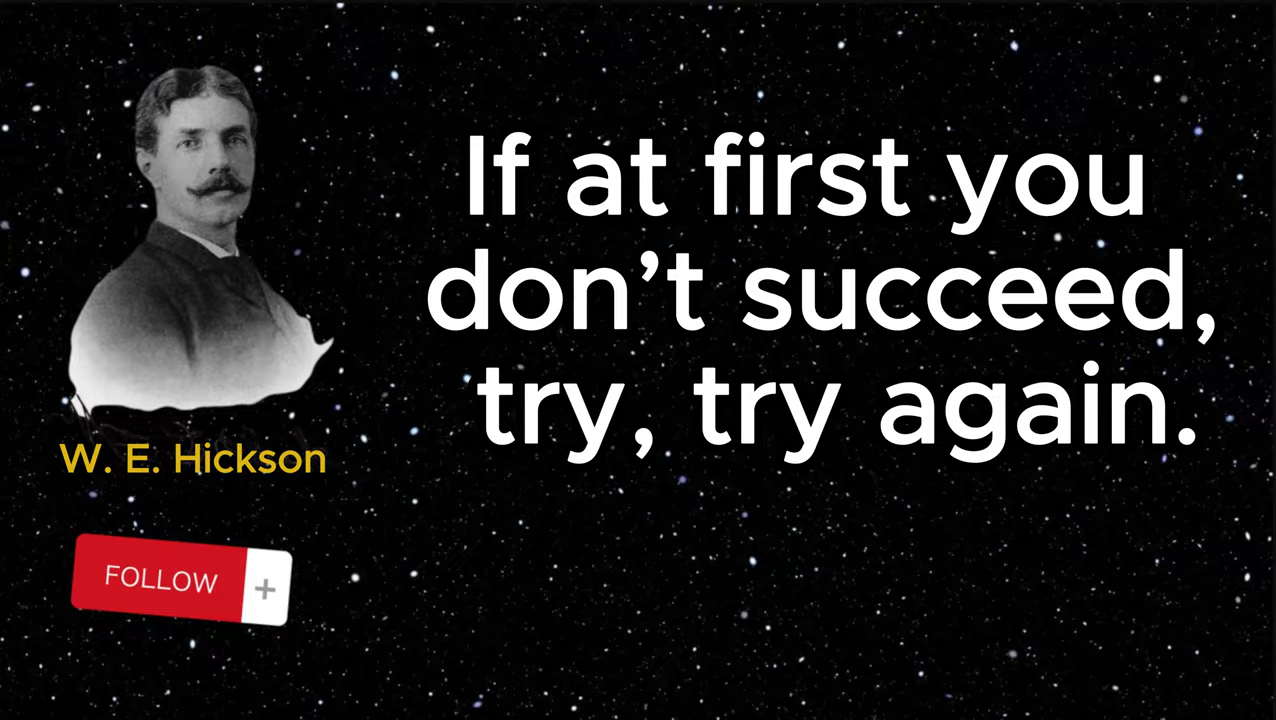 If at first you
don’t succeed,
try, try again.
W. E. Hickson
FOLLOW +